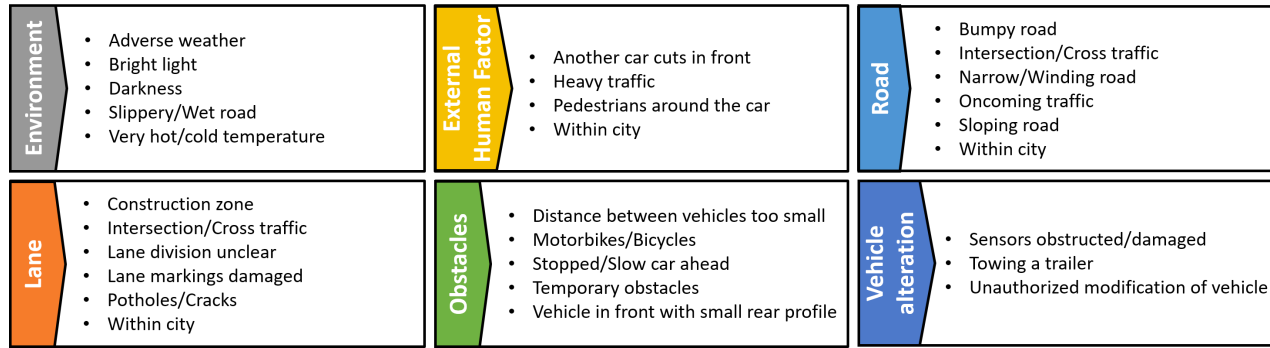 Environment
• Adverse weather
• Bright light
• Darkness
• Slippery/Wet road
• Very hot/cold temperature
External
Human Factor
• Another car cuts in front
• Heavy traffic
• Pedestrians around the car
• Within city
Road
• Bumpy road
• Intersection/Cross traffic
• Narrow/Winding road
• Oncoming traffic
• Sloping road
• Within city
Lane
• Construction zone
• Intersection/Cross traffic
• Lane division unclear
• Lane markings damaged
• Potholes/Cracks
• Within city
Obstacles
• Distance between vehicles too small
• Motorbikes/Bicycles
• Stopped/Slow car ahead
• Temporary obstacles
• Vehicle in front with small rear profile
Vehicle
alteration
• Sensors obstructed/damaged
• Towing a trailer
• Unauthorized modification of vehicle